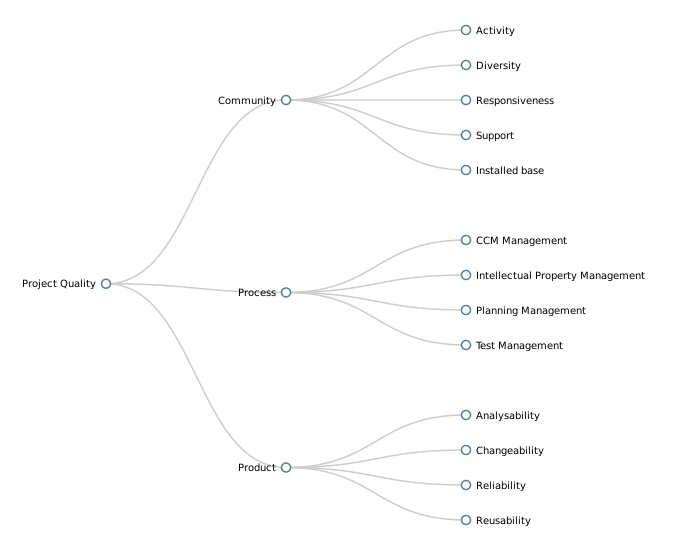 Project Quality
Community
Activity
Diversity
Responsiveness
Support
Installed base
Process
CCM Management
Intellectual Property Management
Planning Management
Test Management
Product
Analysability
Changeability
Reliability
Reusability